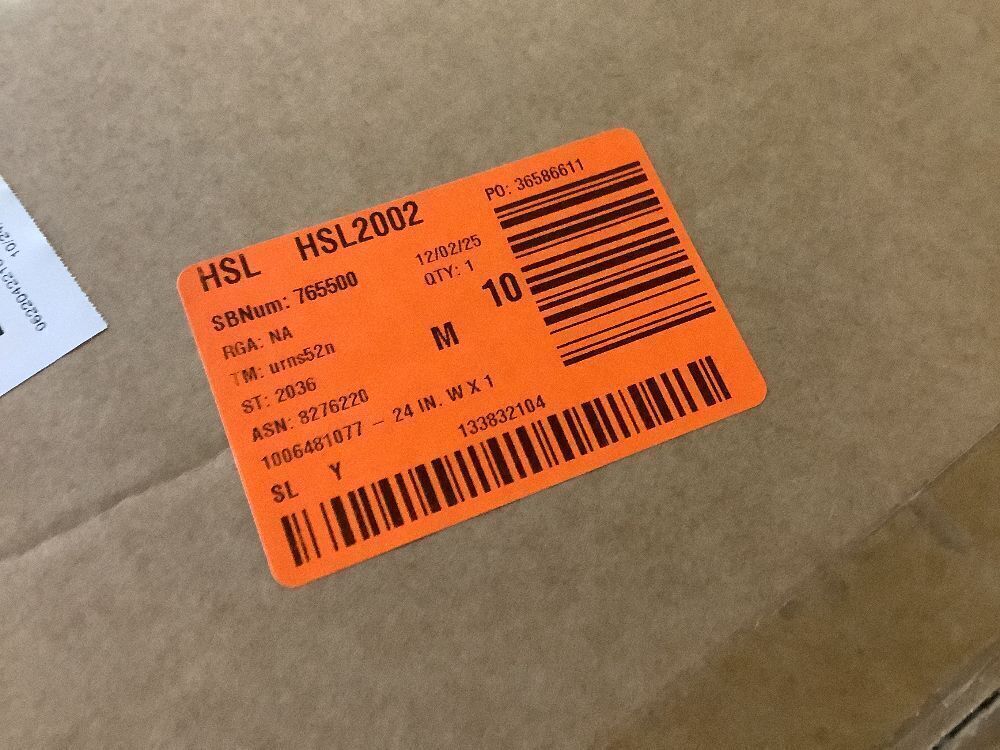 HSL HSL2002
PO: 36586611
SBNum: 765500
12/02/25
RGA: NA
QTY: 1
10
TM: urns52n
M
ST: 2036
ASN: 8276220
1006481077 - 24 IN. W X 1
133832104
SL Y